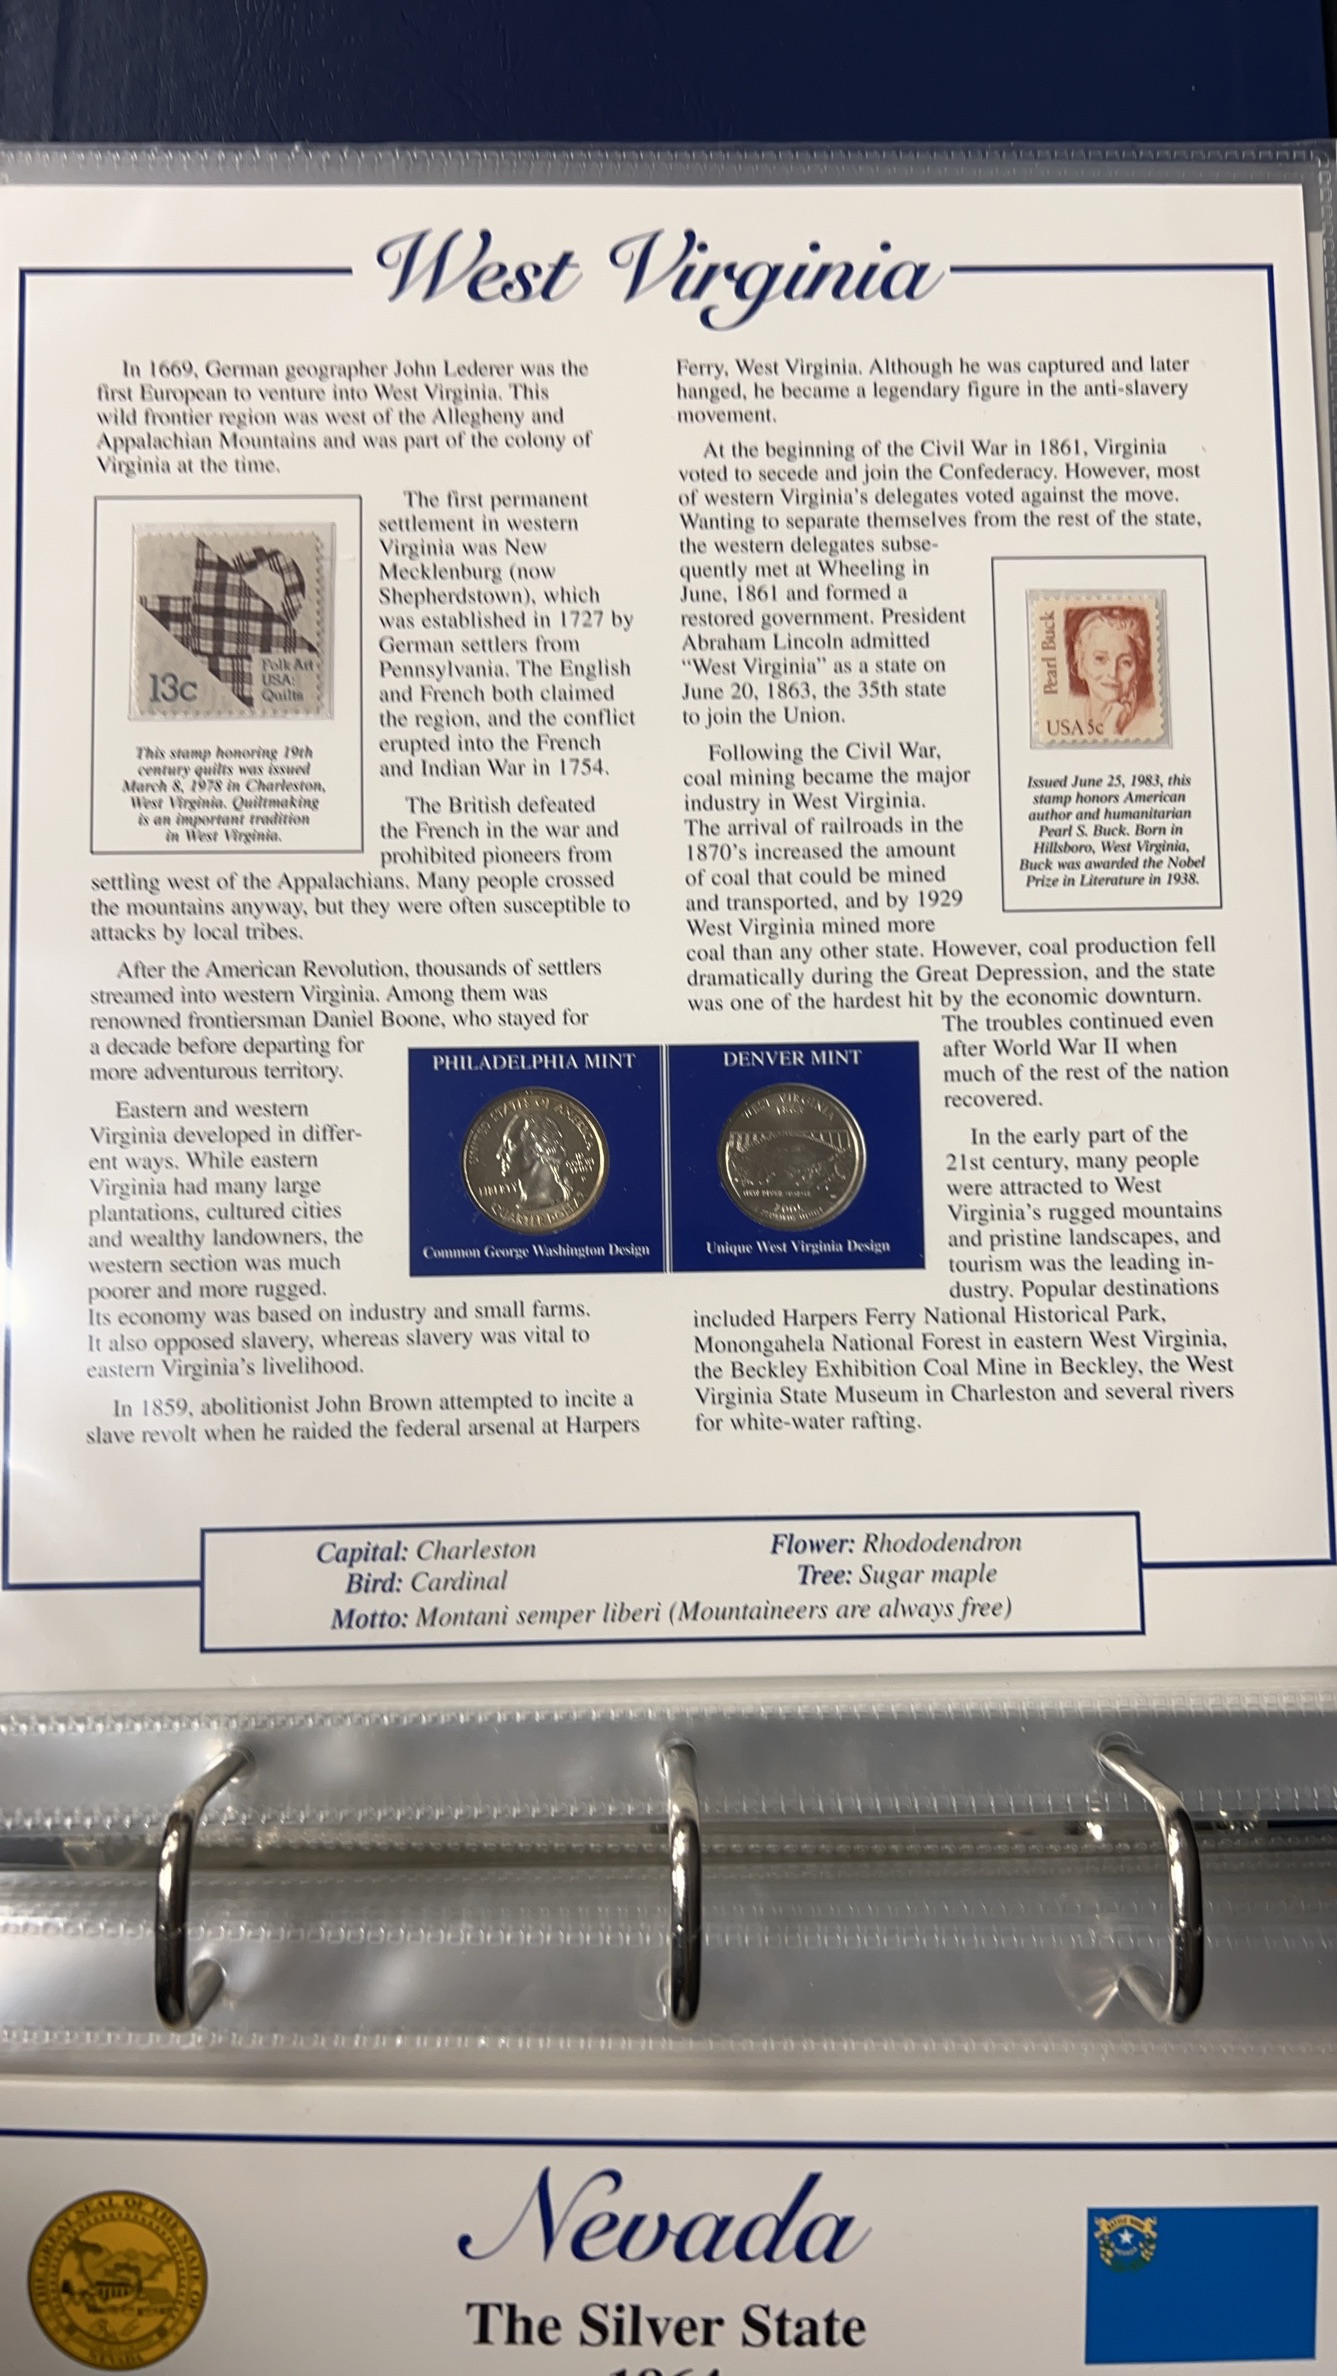 West Virginia
In 1669, German geographer John Lederer was the
first European to venture into West Virginia. This
wild frontier region was west of the Allegheny and
Appalachian Mountains and was part of the colony of
Virginia at the time.
13c
Folk Art
USA:
Quilts
This stamp honoring 19th
century quilts was issued
March 8, 1978 in Charleston,
West Virginia. Quiltmaking
is an important tradition
in West Virginia.
The first permanent
settlement in western
Virginia was New
Mecklenburg (now
Shepherdstown), which
was established in 1727 by
German settlers from
Pennsylvania. The English
and French both claimed
the region, and the conflict
erupted into the French
and Indian War in 1754.
The British defeated
the French in the war and
prohibited pioneers from
settling west of the Appalachians. Many people crossed
the mountains anyway, but they were often susceptible to
attacks by local tribes.
After the American Revolution, thousands of settlers
streamed into western Virginia. Among them was
renowned frontiersman Daniel Boone, who stayed for
a decade before departing for
more adventurous territory.
Eastern and western
Virginia developed in differ-
ent ways. While eastern
Virginia had many large
plantations, cultured cities
and wealthy landowners, the
western section was much
poorer and more rugged.
Its economy was based on industry and small farms.
It also opposed slavery, whereas slavery was vital to
eastern Virginia's livelihood.
In 1859, abolitionist John Brown attempted to incite a
slave revolt when he raided the federal arsenal at Harpers
Ferry, West Virginia. Although he was captured and later
hanged, he became a legendary figure in the anti-slavery
movement.
At the beginning of the Civil War in 1861, Virginia
voted to secede and join the Confederacy. However, most
of western Virginia's delegates voted against the move.
Wanting to separate themselves from the rest of the state,
the western delegates subse-
quently met at Wheeling in
June, 1861 and formed a
restored government. President
Abraham Lincoln admitted
"West Virginia" as a state on
June 20, 1863, the 35th state
to join the Union.
Pearl Buck
USA 5c
Issued June 25, 1983, this
stamp honors American
author and humanitarian
Pearl S. Buck. Born in
Hillsboro, West Virginia,
Buck was awarded the Nobel
Prize in Literature in 1938.
Following the Civil War,
coal mining became the major
industry in West Virginia.
The arrival of railroads in the
1870's increased the amount
of coal that could be mined
and transported, and by 1929
West Virginia mined more
coal than any other state. However, coal production fell
dramatically during the Great Depression, and the state
was one of the hardest hit by the economic downturn.
The troubles continued even
after World War II when
much of the rest of the nation
recovered.
In the early part of the
21st century, many people
were attracted to West
Virginia's rugged mountains
and pristine landscapes, and
tourism was the leading in-
dustry. Popular destinations
included Harpers Ferry National Historical Park,
Monongahela National Forest in eastern West Virginia,
the Beckley Exhibition Coal Mine in Beckley, the West
Virginia State Museum in Charleston and several rivers
for white-water rafting.
PHILADELPHIA MINT
UNITED STATES OF AMERICA
LIBERTY
IN GOD WE TRUST
QUARTER DOLLAR
Common George Washington Design
DENVER MINT
WEST VIRGINIA
1863
Unique West Virginia Design
Capital: Charleston
Flower: Rhododendron
Bird: Cardinal
Tree: Sugar maple
Motto: Montani semper liberi (Mountaineers are always free)
Nevada
The Silver State
THE GREAT SEAL OF THE STATE OF
NEVADA